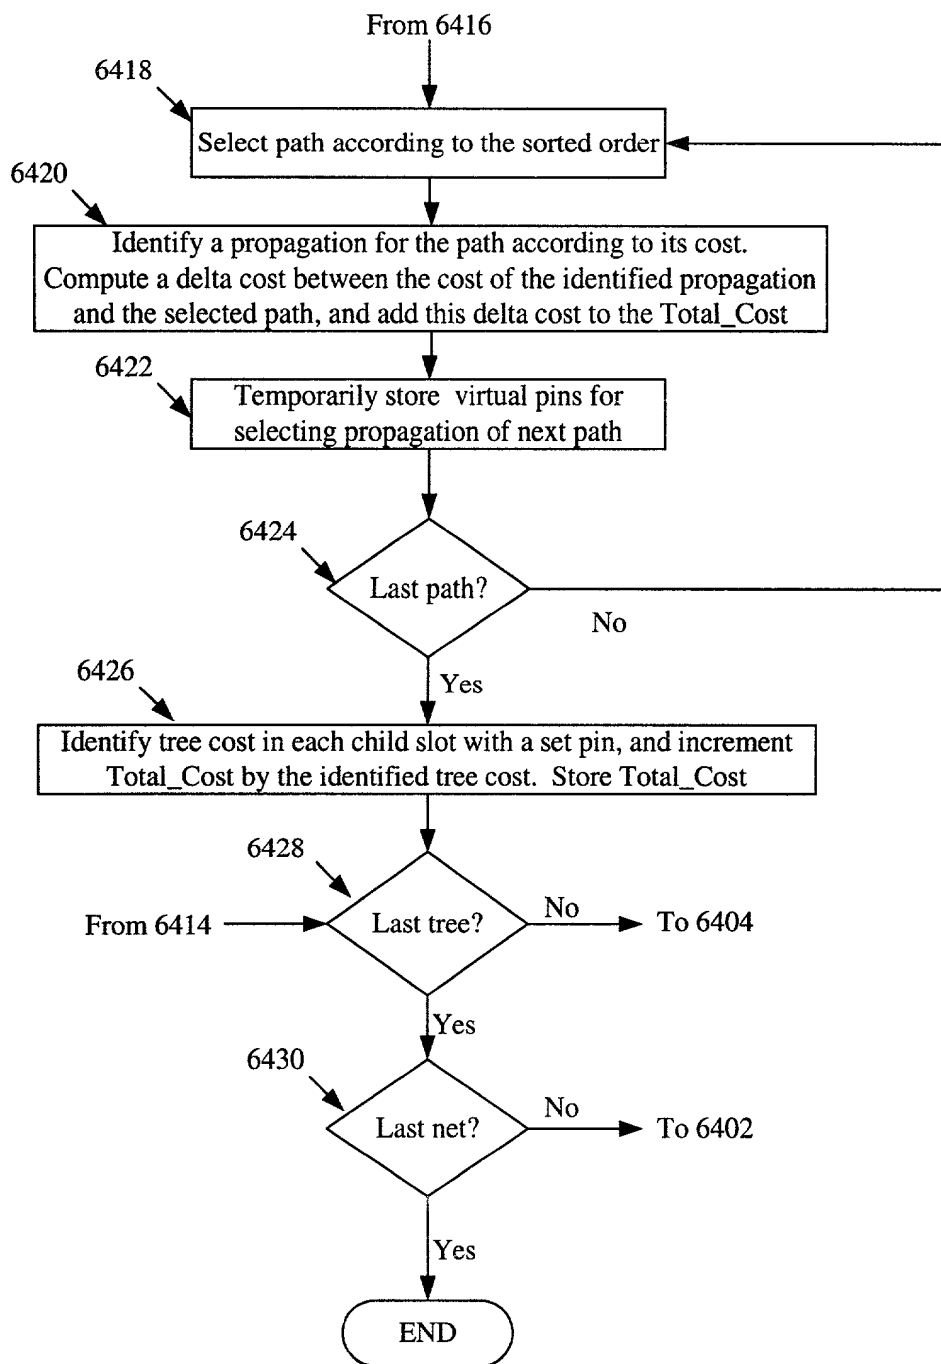 From 6416
6418
Select path according to the sorted order
6420
Identify a propagation for the path according to its cost.
Compute a delta cost between the cost of the identified propagation
and the selected path, and add this delta cost to the Total_Cost
6422
Temporarily store virtual pins for
selecting propagation of next path
6424
Last path?
No
Yes
6426
Identify tree cost in each child slot with a set pin, and increment
Total_Cost by the identified tree cost. Store Total_Cost
6428
From 6414
Last tree?
No
To 6404
Yes
6430
Last net?
No
To 6402
Yes
END